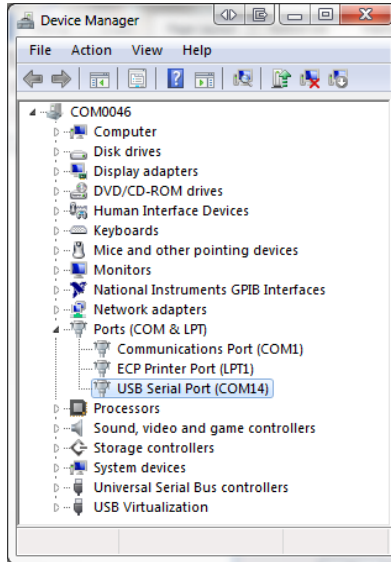 Device Manager
File Action View Help
COM0046
Computer
Disk drives
Display adapters
DVD/CD-ROM drives
Human Interface Devices
Keyboards
Mice and other pointing devices
Monitors
National Instruments GPIB Interfaces
Network adapters
Ports (COM & LPT)
Communications Port (COM1)
ECP Printer Port (LPT1)
USB Serial Port (COM14)
Processors
Sound, video and game controllers
Storage controllers
System devices
Universal Serial Bus controllers
USB Virtualization